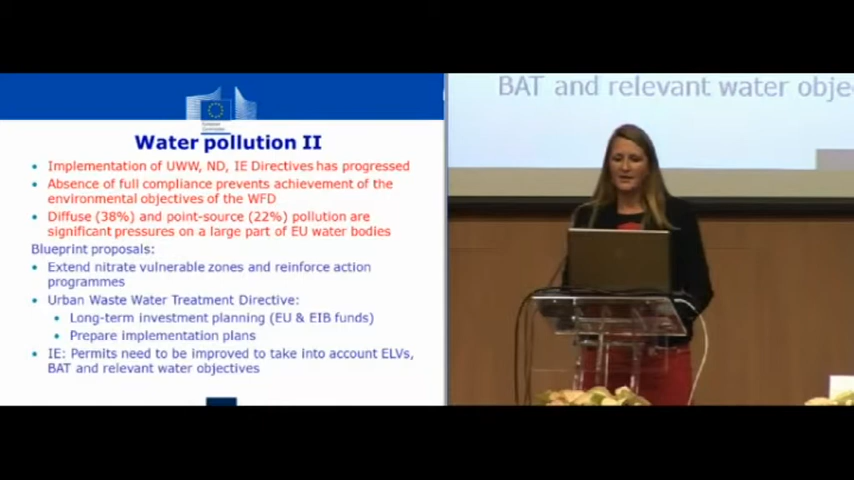 BAT and relevant water obje
European
Commission
Water pollution II
Implementation of UWW, ND, IE Directives has progressed
Absence of full compliance prevents achievement of the
environmental objectives of the WFD
Diffuse (38%) and point-source (22%) pollution are
significant pressures on a large part of EU water bodies
Blueprint proposals:
Extend nitrate vulnerable zones and reinforce action
programmes
Urban Waste Water Treatment Directive:
Long-term investment planning (EU & EIB funds)
Prepare implementation plans
IE: Permits need to be improved to take into account ELVs,
BAT and relevant water objectives